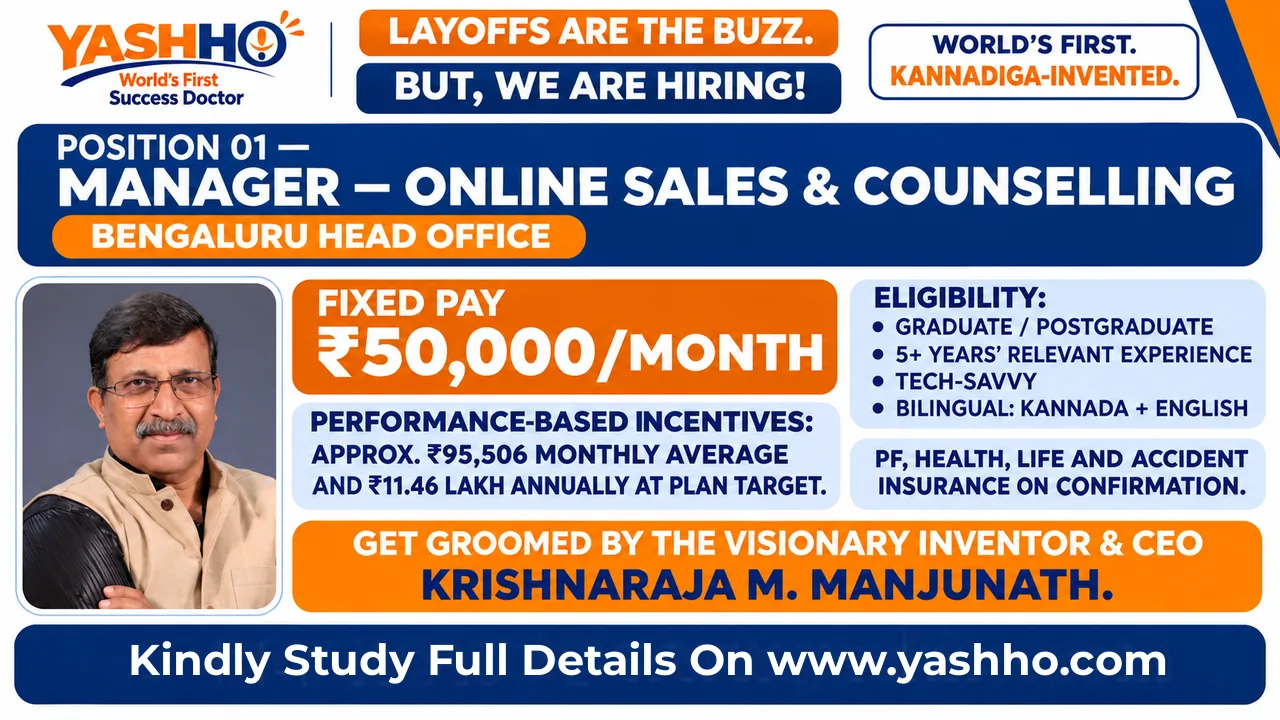 YASHHO
World's First
Success Doctor
LAYOFFS ARE THE BUZZ.
BUT, WE ARE HIRING!
WORLD'S FIRST.
KANNADIGA-INVENTED.
POSITION 01 —
MANAGER – ONLINE SALES & COUNSELLING
BENGALURU HEAD OFFICE
FIXED PAY
₹50,000/MONTH
PERFORMANCE-BASED INCENTIVES:
APPROX. ₹95,506 MONTHLY AVERAGE
AND ₹11.46 LAKH ANNUALLY AT PLAN TARGET.
ELIGIBILITY:
• GRADUATE / POSTGRADUATE
• 5+ YEARS' RELEVANT EXPERIENCE
• TECH-SAVVY
• BILINGUAL: KANNADA + ENGLISH
PF, HEALTH, LIFE AND ACCIDENT
INSURANCE ON CONFIRMATION.
GET GROOMED BY THE VISIONARY INVENTOR & CEO
KRISHNARAJA M. MANJUNATH.
Kindly Study Full Details On www.yashho.com